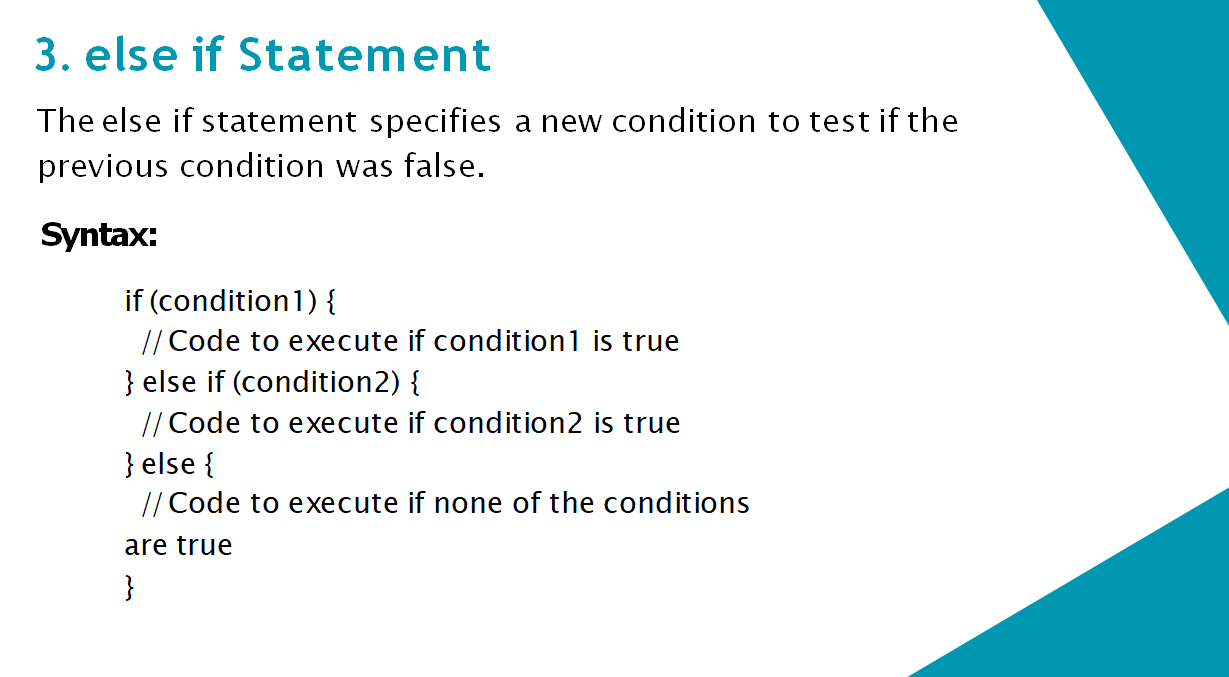 3. else if Statement
The else if statement specifies a new condition to test if the
previous condition was false.
Syntax:
if (condition1) {
// Code to execute if condition1 is true
} else if (condition2) {
// Code to execute if condition2 is true
} else {
// Code to execute if none of the conditions
are true
}